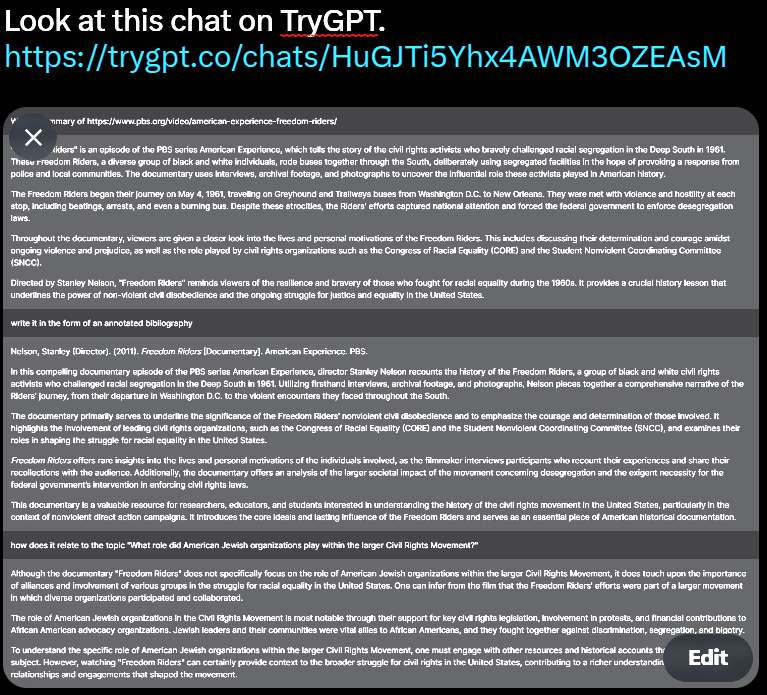 Look at this chat on TryGPT.
https://trygpt.co/chats/HuGJTi5Yhx4AWM3OZEAsM
summary of https://www.pbs.org/video/american-experience-freedom-riders/
Riders" is an episode of the PBS series American Experience, which tells the story of the civil rights activists who bravely challenged racial segregation in the Deep South in 1961.
These Freedom Riders, a diverse group of black and white individuals, rode buses together through the South, deliberately using segregated facilities in the hope of provoking a response from
police and local communities. The documentary uses interviews, archival footage, and photographs to uncover the influential role these activists played in American history.
The Freedom Riders began their journey on May 4, 1961, traveling on Greyhound and Trailways buses from Washington D.C. to New Orleans. They were met with violence and hostility at each
stop, including beatings, arrests, and even a burning bus. Despite these atrocities, the Riders' efforts captured national attention and forced the federal government to enforce desegregation
laws.
Throughout the documentary, viewers are given a closer look into the lives and personal motivations of the Freedom Riders. This includes discussing their determination and courage amidst
ongoing violence and prejudice, as well as the role played by civil rights organizations such as the Congress of Racial Equality (CORE) and the Student Nonviolent Coordinating Committee
(SNCC).
Directed by Stanley Nelson, "Freedom Riders" reminds viewers of the resilience and bravery of those who fought for racial equality during the 1960s. It provides a crucial history lesson that
underlines the power of non-violent civil disobedience and the ongoing struggle for justice and equality in the United States.
write it in the form of an annotated bibliography
Nelson, Stanley (Director). (2011). Freedom Riders [Documentary]. American Experience. PBS.
In this compelling documentary episode of the PBS series American Experience, director Stanley Nelson recounts the history of the Freedom Riders, a group of black and white civil rights
activists who challenged racial segregation in the Deep South in 1961. Utilizing firsthand interviews, archival footage, and photographs, Nelson pieces together a comprehensive narrative of the
Riders' journey, from their departure in Washington D.C. to the violent encounters they faced throughout the South.
The documentary primarily serves to underline the significance of the Freedom Riders' nonviolent civil disobedience and to emphasize the courage and determination of those involved. It
highlights the involvement of leading civil rights organizations, such as the Congress of Racial Equality (CORE) and the Student Nonviolent Coordinating Committee (SNCC), and examines their
roles in shaping the struggle for racial equality in the United States.
Freedom Riders offers rare insights into the lives and personal motivations of the individuals involved, as the filmmaker interviews participants who recount their experiences and share their
recollections with the audience. Additionally, the documentary offers an analysis of the larger societal impact of the movement concerning desegregation and the exigent necessity for the
federal government's intervention in enforcing civil rights laws.
This documentary is a valuable resource for researchers, educators, and students interested in understanding the history of the civil rights movement in the United States, particularly in the
context of nonviolent direct action campaigns. It introduces the core ideals and lasting influence of the Freedom Riders and serves as an essential piece of American historical documentation.
how does it relate to the topic "What role did American Jewish organizations play within the larger Civil Rights Movement?"
Although the documentary "Freedom Riders" does not specifically focus on the role of American Jewish organizations within the larger Civil Rights Movement, it does touch upon the importance
of alliances and involvement of various groups in the struggle for racial equality in the United States. One can infer from the film that the Freedom Riders' efforts were part of a larger movement
in which diverse organizations participated and collaborated.
The role of American Jewish organizations in the Civil Rights Movement is most notable through their support for key civil rights legislation, involvement in protests, and financial contributions to
African American advocacy organizations. Jewish leaders and their communities were vital allies to African Americans, and they fought together against discrimination, segregation, and bigotry.
To understand the specific role of American Jewish organizations within the larger Civil Rights Movement, one must engage with other resources and historical accounts
subject. However, watching "Freedom Riders" can certainly provide context to the broader struggle for civil rights in the United States, contributing to a richer
relationships and engagements that shaped the movement.
Edit